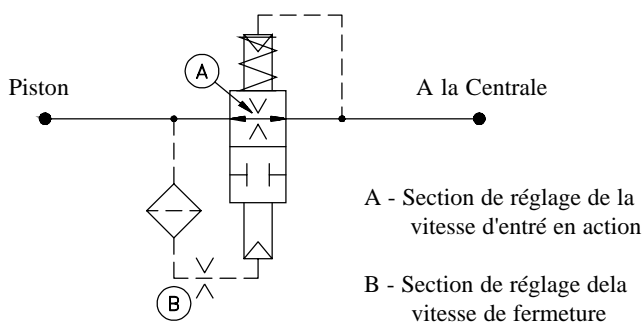 A
Piston
A la Centrale
A - Section de réglage de la
vitesse d'entré en action
B
B - Section de réglage dela
vitesse de fermeture